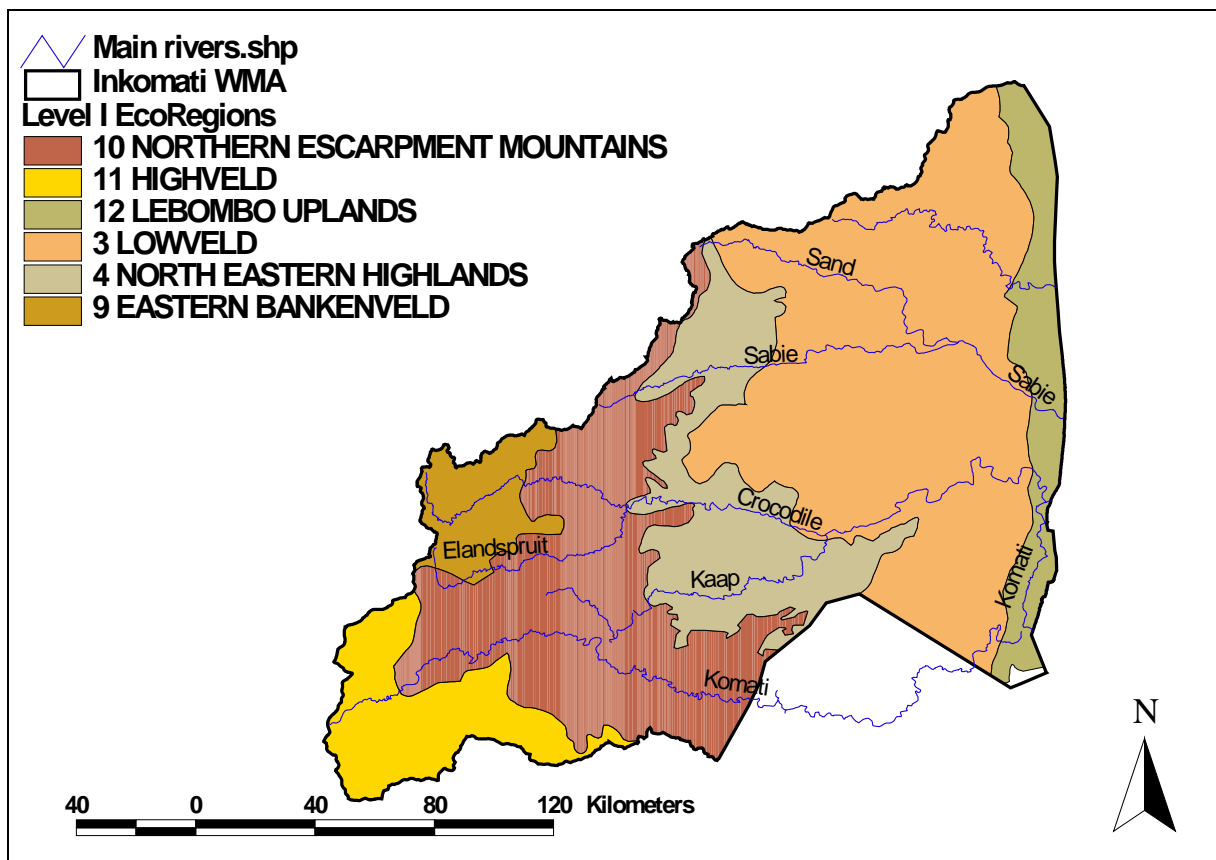 Main rivers.shp
Inkomati WMA
Level I EcoRegions
10 NORTHERN ESCARPMENT MOUNTAINS
11 HIGHVELD
12 LEBOMBO UPLANDS
3 LOWVELD
4 NORTH EASTERN HIGHLANDS
9 EASTERN BANKENVELD
Sand
Sabie
Sabie
Crocodile
Elandspruit
Kaap
Komati
Komati
N
40 0 40 80 120 Kilometers